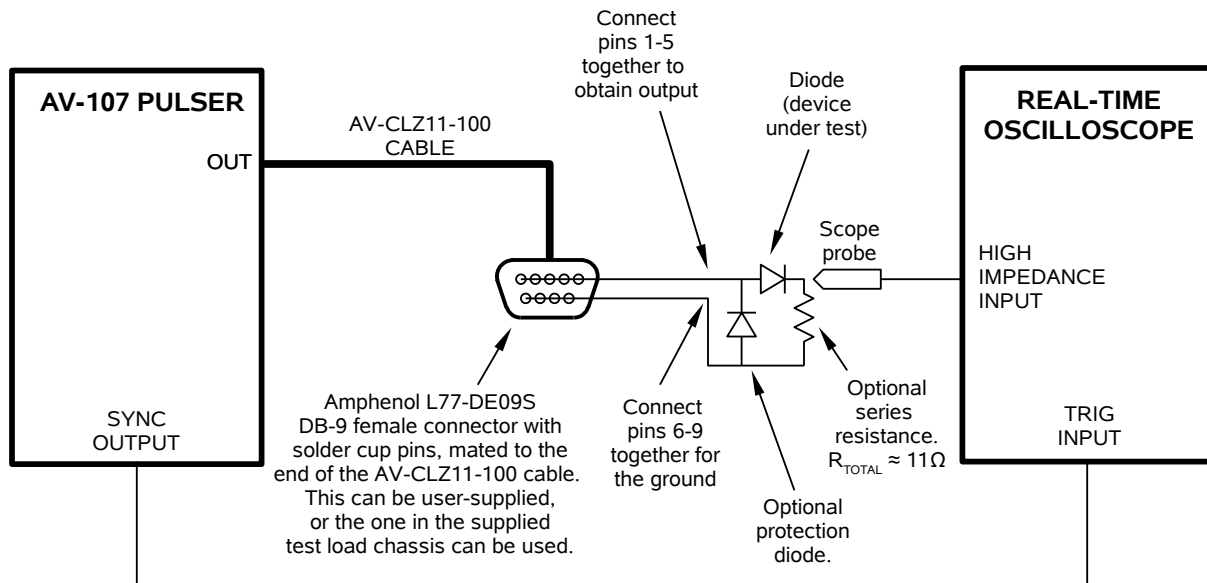 Connect
pins 1-5
together to
obtain output
Diode
(device
under test)
AV-107 PULSER
OUT
AV-CLZ11-100
CABLE
REAL-TIME
OSCILLOSCOPE
Scope
probe
HIGH
IMPEDANCE
INPUT
SYNC
OUTPUT
Amphenol L77-DE09S
DB-9 female connector with
solder cup pins, mated to the
end of the AV-CLZ11-100 cable.
This can be user-supplied,
or the one in the supplied
test load chassis can be used.
Connect
pins 6-9
together for
the ground
Optional
protection
diode.
Optional
series
resistance.
R_TOTAL ≈ 11Ω
TRIG
INPUT